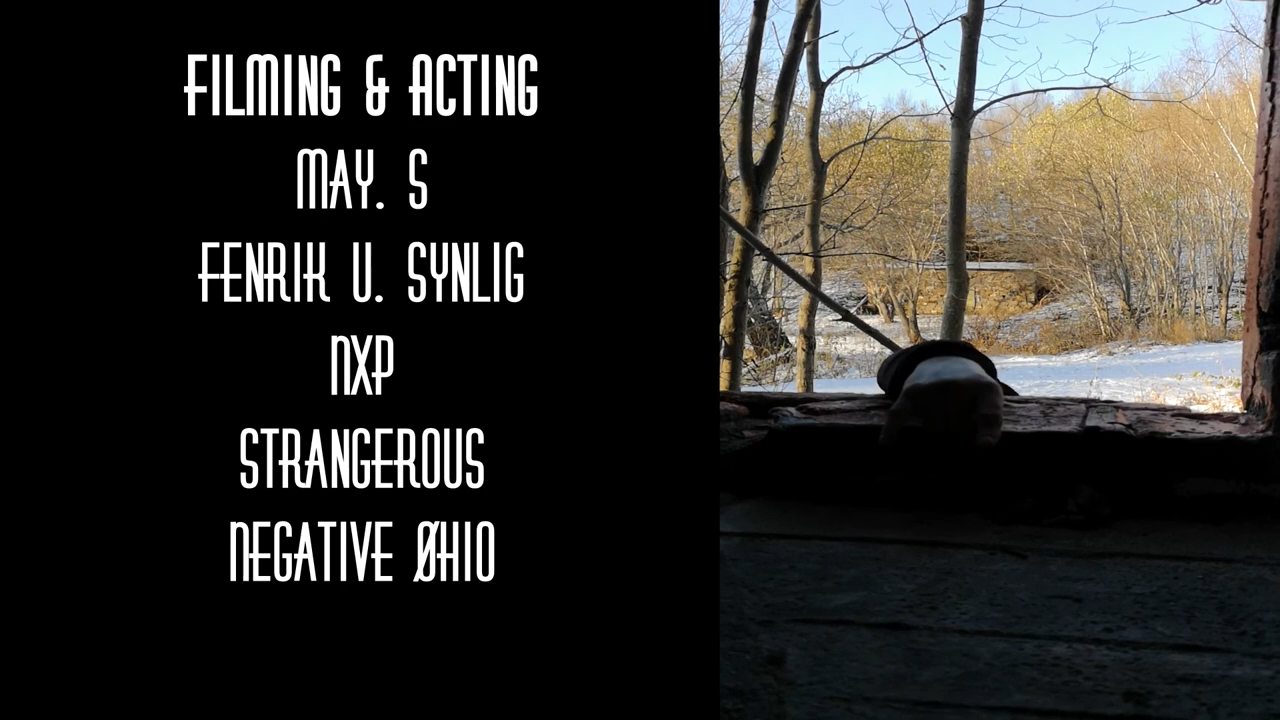 FILMING & ACTING
MAY. S
FENRIK U. SYNLIG
NXP
STRANGEROUS
NEGATIVE ØHIO